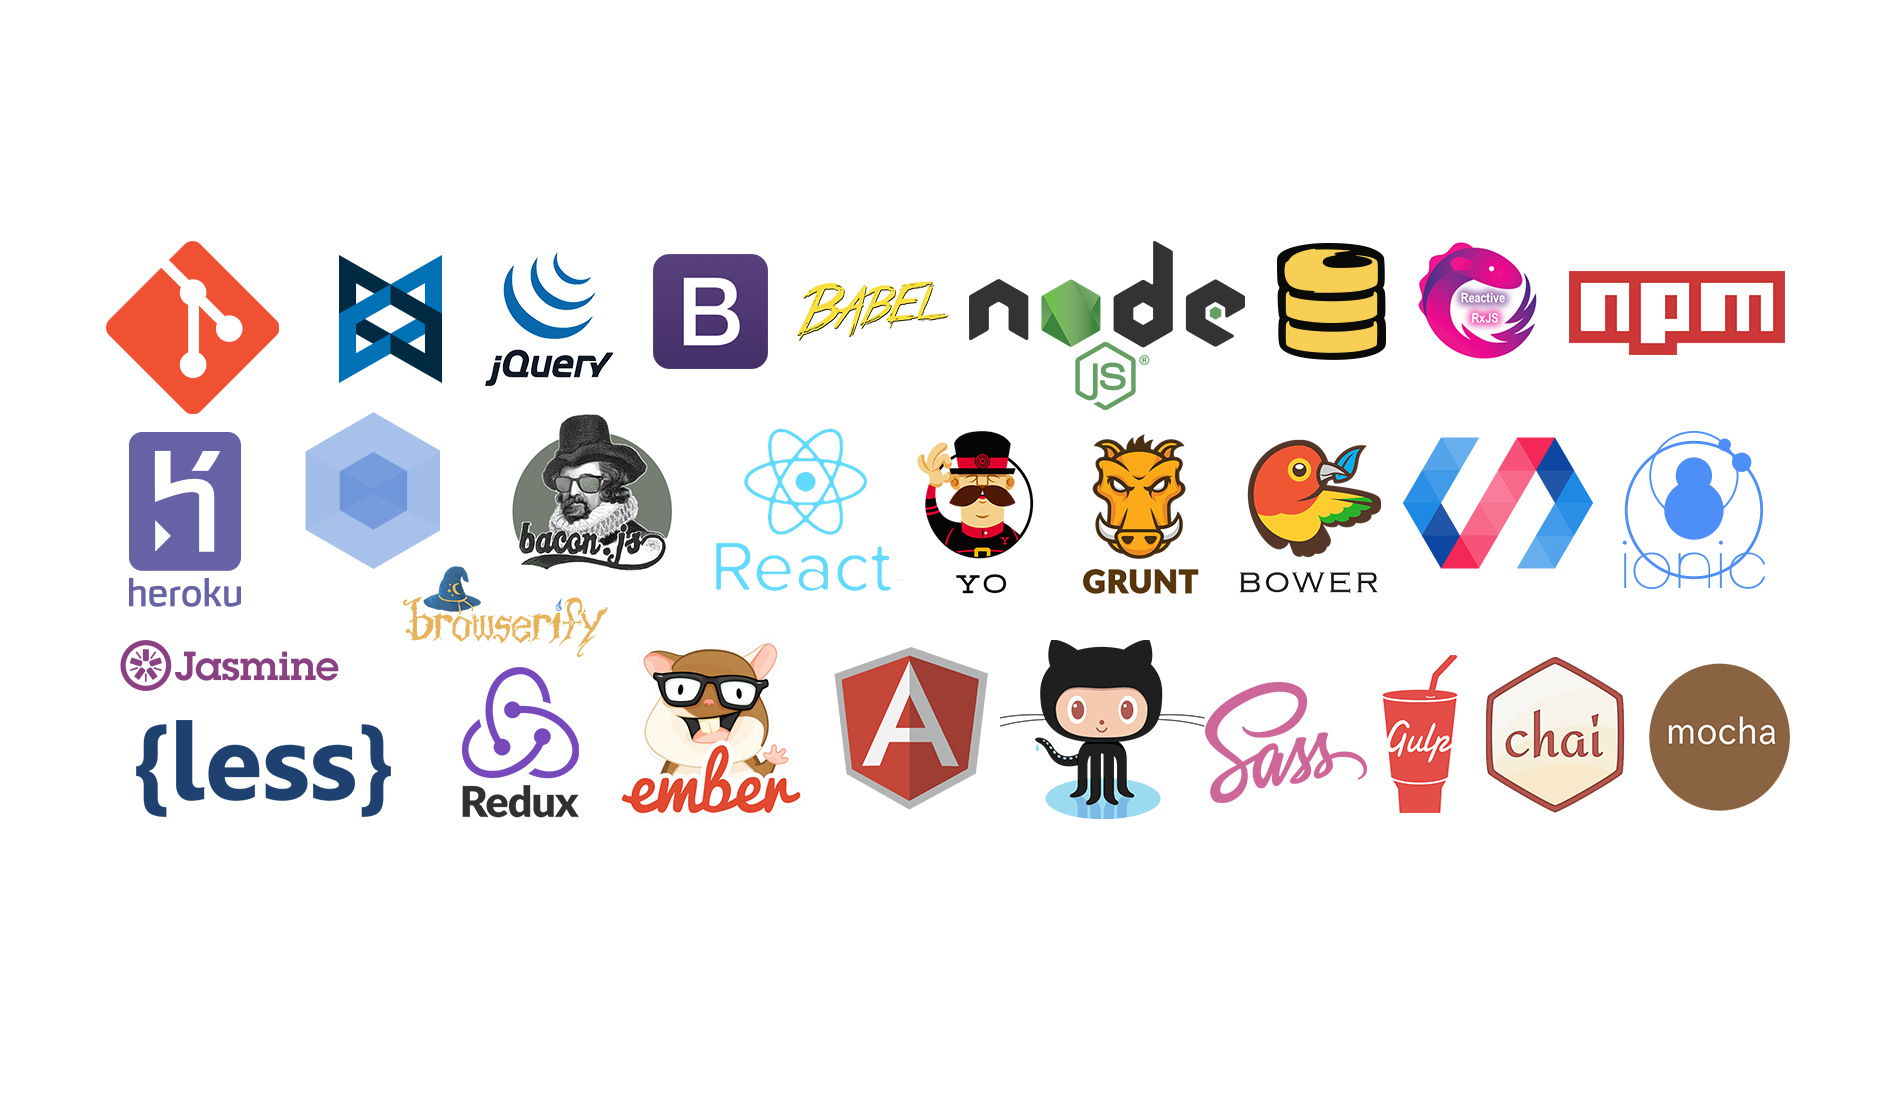 jQuery
B
BABEL
node
JS®
Reactive
RxJS
npm
heroku
bacon.js
React
YO
GRUNT
BOWER
ionic
browserify
Jasmine
{less}
Redux
ember
A
Sass
Gulp
chai
mocha